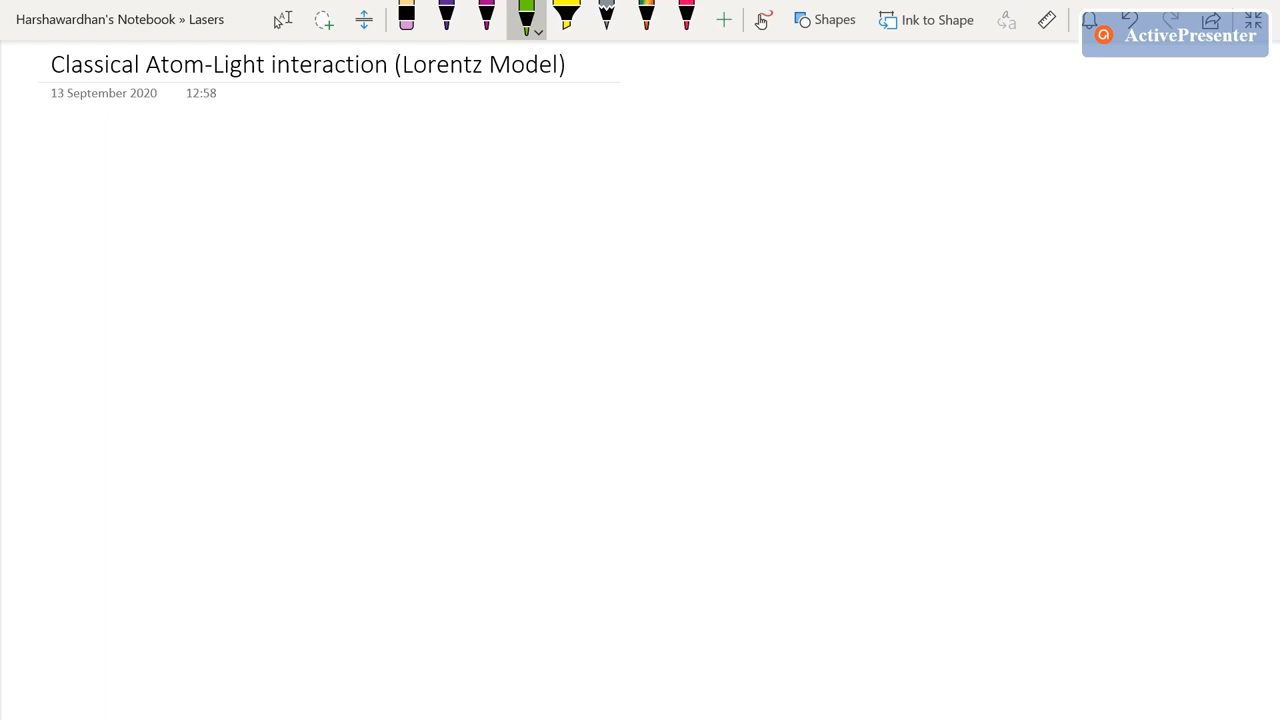 Harshawardhan's Notebook » Lasers
Shapes
Ink to Shape
ActivePresenter
Classical Atom-Light interaction (Lorentz Model)
13 September 2020 12:58